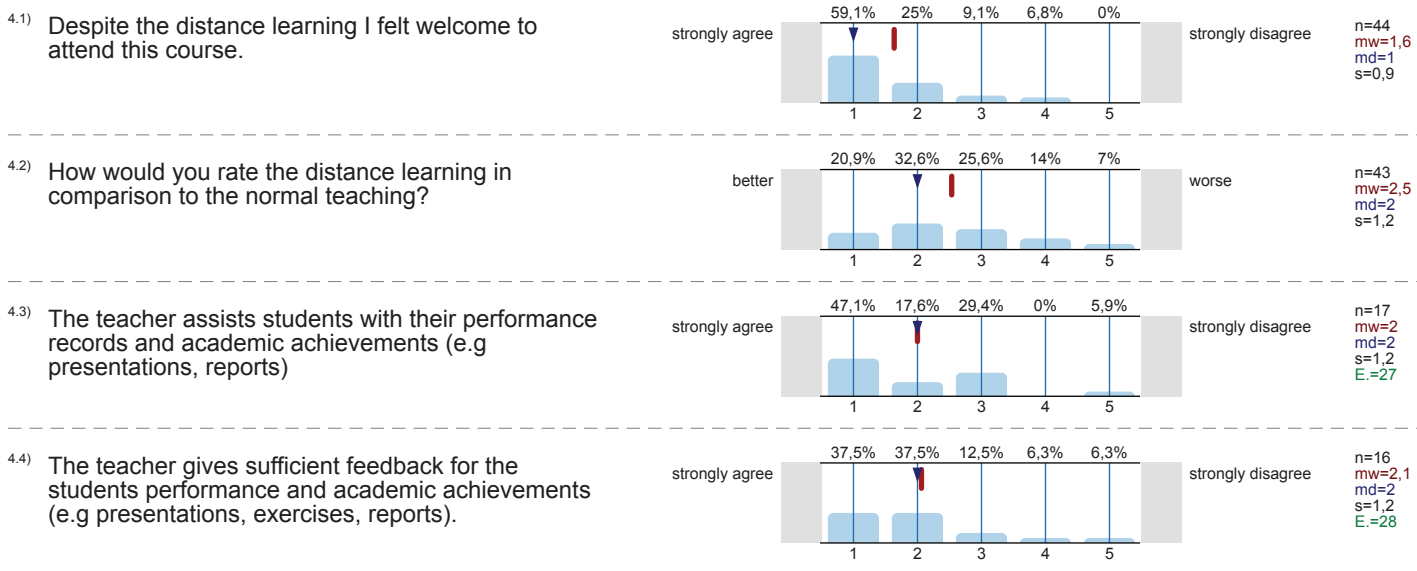 4.1) Despite the distance learning I felt welcome to
attend this course.
strongly agree
59,1% 25% 9,1% 6,8% 0%
1 2 3 4 5
strongly disagree
n=44
mw=1,6
md=1
s=0,9
4.2) How would you rate the distance learning in
comparison to the normal teaching?
better
20,9% 32,6% 25,6% 14% 7%
1 2 3 4 5
worse
n=43
mw=2,5
md=2
s=1,2
4.3) The teacher assists students with their performance
records and academic achievements (e.g
presentations, reports)
strongly agree
47,1% 17,6% 29,4% 0% 5,9%
1 2 3 4 5
strongly disagree
n=17
mw=2
md=2
s=1,2
E.=27
4.4) The teacher gives sufficient feedback for the
students performance and academic achievements
(e.g presentations, exercises, reports).
strongly agree
37,5% 37,5% 12,5% 6,3% 6,3%
1 2 3 4 5
strongly disagree
n=16
mw=2,1
md=2
s=1,2
E.=28